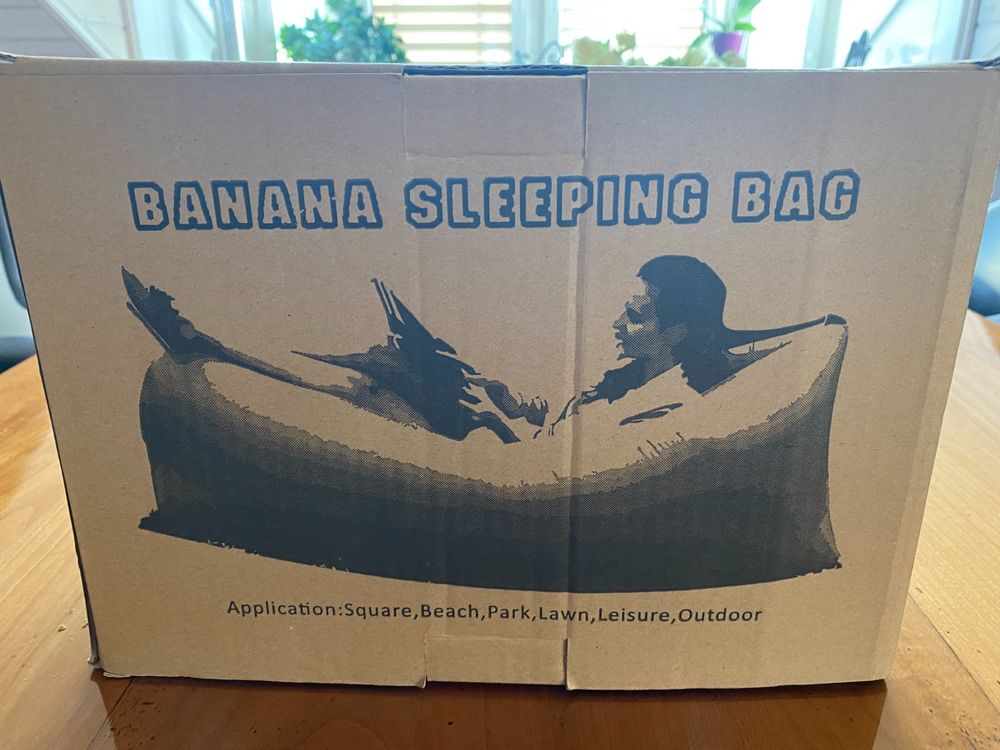 BANANA SLEEPING BAG
Application:Square,Beach,Park,Lawn,Leisure,Outdoor